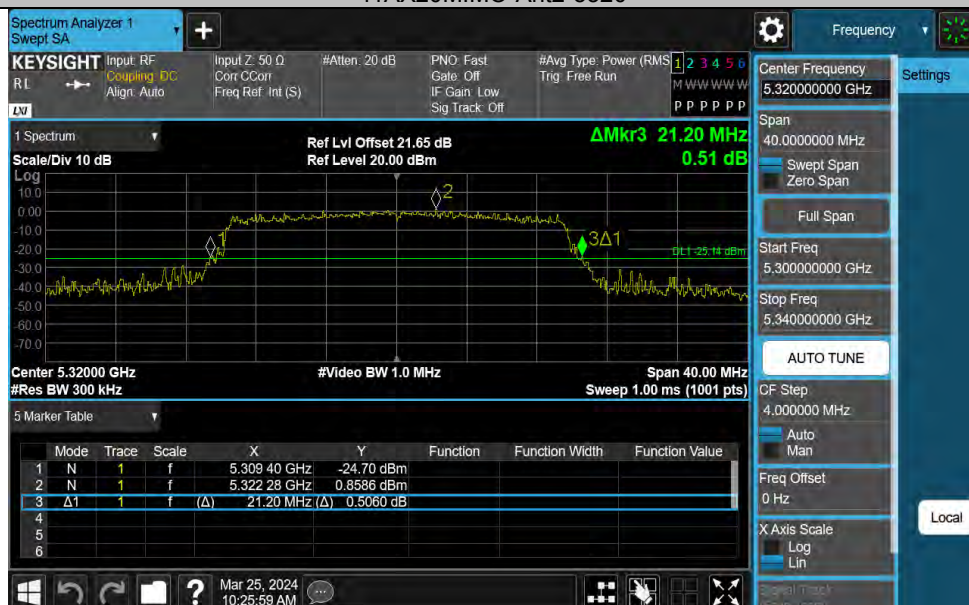 Spectrum Analyzer 1
Swept SA
+
Frequency
KEYSIGHT
RL
LXI
Input: RF
Coupling: DC
Align: Auto
Input Z: 50 Ω
Corr CCorr
Freq Ref: Int (S)
#Atten: 20 dB
PNO: Fast
Gate: Off
IF Gain: Low
Sig Track: Off
#Avg Type: Power (RMS
Trig: Free Run
1 2 3 4 5 6
M W W W W W
P P P P P P
1 Spectrum
Scale/Div 10 dB
Log
Ref Lvl Offset 21.65 dB
Ref Level 20.00 dBm
ΔMkr3 21.20 MHz
0.51 dB
10.0
0.00
-10.0
-20.0
-30.0
-40.0
-50.0
-60.0
-70.0
1
2
3Δ1
DL1 -25.14 dBm
Center 5.32000 GHz
#Res BW 300 kHz
#Video BW 1.0 MHz
Span 40.00 MHz
Sweep 1.00 ms (1001 pts)
5 Marker Table
Mode Trace Scale X Y Function Function Width Function Value
1 N 1 f 5.309 40 GHz -24.70 dBm
2 N 1 f 5.322 28 GHz 0.8586 dBm
3 Δ1 1 f (Δ) 21.20 MHz (Δ) 0.5060 dB
4
5
6
?
Mar 25, 2024
10:25:59 AM
Center Frequency
5.320000000 GHz
Span
40.0000000 MHz
Swept Span
Zero Span
Full Span
Start Freq
5.300000000 GHz
Stop Freq
5.340000000 GHz
AUTO TUNE
CF Step
4.000000 MHz
Auto
Man
Freq Offset
0 Hz
X Axis Scale
Log
Lin
Signal Track
Settings
Local